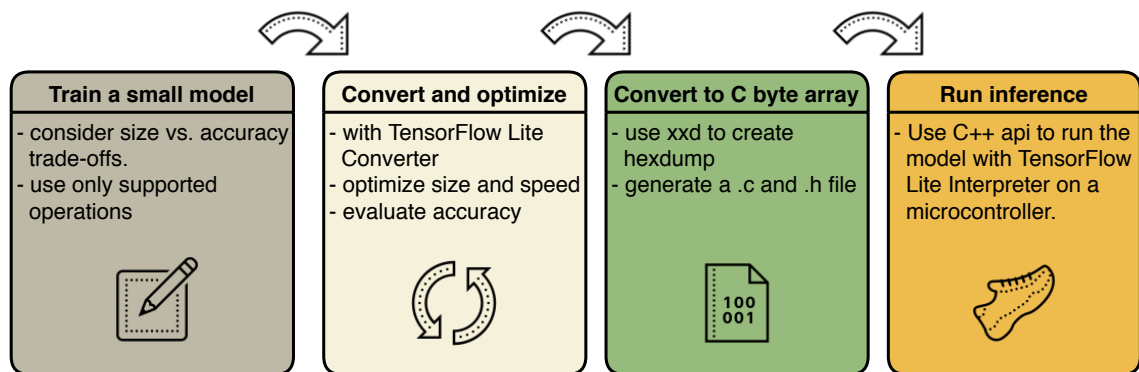 Train a small model
- consider size vs. accuracy
trade-offs.
- use only supported
operations
Convert and optimize
- with TensorFlow Lite
Converter
- optimize size and speed
- evaluate accuracy
Convert to C byte array
- use xxd to create
hexdump
- generate a .c and .h file
100
001
Run inference
- Use C++ api to run the
model with TensorFlow
Lite Interpreter on a
microcontroller.